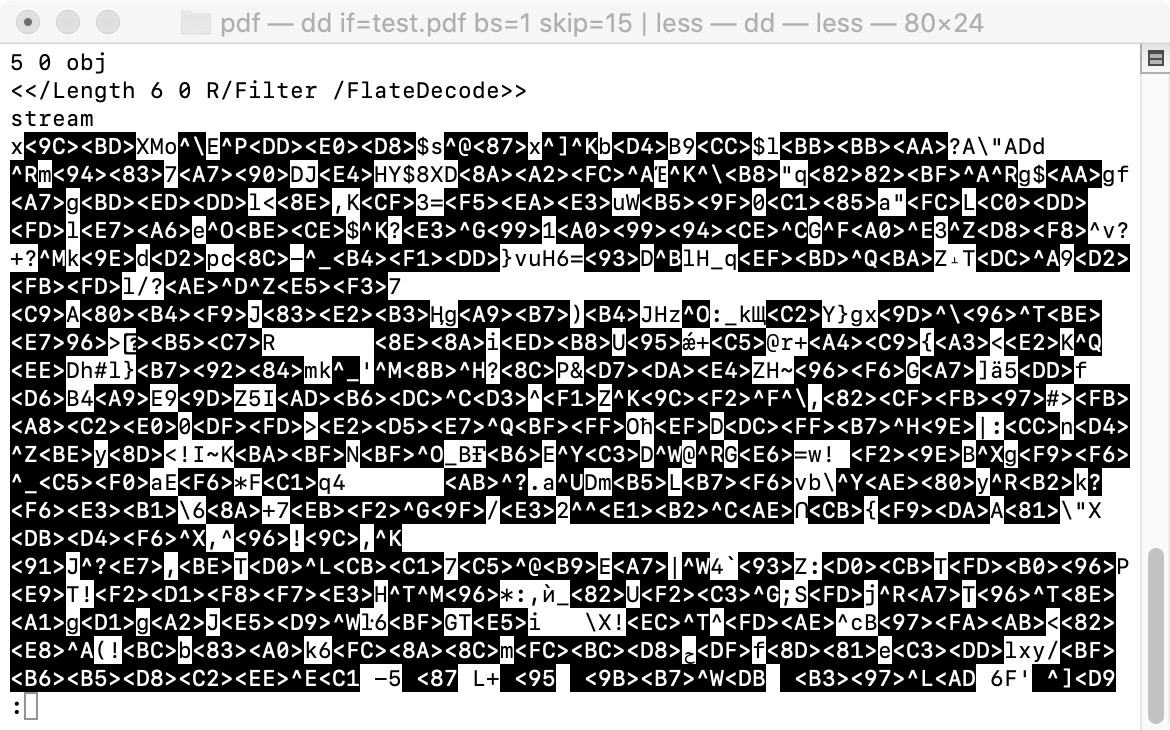 pdf — dd if=test.pdf bs=1 skip=15 | less — dd — less — 80×24
5 0 obj
<</Length 6 0 R/Filter /FlateDecode>>
stream
x<9C><BD>XMo^\E^P<DD><E0><D8>$s^@<87>x^]^Kb<D4>B9<CC>$l<BB><BB><AA>?A\"ADd
^Rm<94><83>7<A7><90>DJ<E4>HY$8XD<8A><A2><FC>^A^K^\<B8>"q<82>82><BF>^A^Rg$<AA>gf
<A7>g<BD><ED><DD>l<<8E>,K<CF>3=<F5><EA><E3>uW<B5><9F>0<C1><85>a"<FC>L<C0><DD>
<FD>l<E7><A6>e^O<BE><CE>$^K?<E3>^G<99>1<A0><99><94><CE>^CG^F<A0>^E3^Z<D8><F8>^v?
+?^Mk<9E>d<D2>pc<8C>-^_<B4><F1><DD>}vuH6=<93>D^BlH_q<EF><BD>^Q<BA>Z T<DC>^A9<D2>
<FB><FD>l/?<AE>^D^Z<E5><F3>7
<C9>A<80><B4><F9>J<83><E2><B3>Ңg<A9><B7>)<B4>JHz^O:_kШ<C2>Y}gx<9D>^\<96>^T<BE>
<E7>96>><B5><C7>R        <8E><8A>i<ED><B8>U<95>ǽ+<C5>@r+<A4><C9>{<A3><<E2>K^Q
<EE>Dh#l}<B7><92><84>mk^_'^M<8B>^H?<8C>P&<D7><DA><E4>ZH~<96><F6>G<A7>]ä5<DD>f
<D6>B4<A9>E9<9D>Z5I<AD><B6><DC>^C<D3>^<F1>Z^K<9C><F2>^F^\,<82><CF><FB><97>#><FB>
<A8><C2><E0>0<DF><FD>><E2><D5><E7>^Q<BF><FF>Oħ<EF>D<DC><FF><B7>^H<9E>|:<CC>n<D4>
^Z<BE>y<8D><!I~K<BA><BF>N<BF>^O_B<B6>E^Y<C3>D^W@^RG<E6>=w! <F2><9E>B^Xg<F9><F6>
^_<C5><F0>aE<F6>*F<C1>q4        <AB>^?.a^UDm<B5>L<B7><F6>vb\^Y<AE><80>y^R<B2>k?
<F6><E3><B1>\6<8A>+7<EB><F2>^G<9F>/<E3>2^^<E1><B2>^C<AE>Ո<CB>{<F9><DA>A<81>\"X
<DB><D4><F6>^X,^<96>!<9C>,^K
<91>J^?<E7>,<BE>T<D0>^L<CB><C1>7<C5>^@<B9>E<A7>|^W4`<93>Z:<D0><CB>T<FD><B0><96>P
<E9>T!<F2><D1><F8><F7><E3>H^T^M<96>*:,ѝ_<82>U<F2><C3>^G;S<FD>j^R<A7>T<96>^T<8E>
<A1>g<D1>g<A2>J<E5><D9>^Wŀ6<BF>GT<E5>i   \X!<EC>^T^<FD><AE>^cB<97><FA><AB><<82>
<E8>^A(!<BC>b<83><A0>k6<FC><8A><8C>m<FC><BC><D8>ح<DF>f<8D><81>e<C3><DD>lxy/<BF>
<B6><B5><D8><C2><EE>^E<C1 -5 <87 L+ <95 <9B><B7>^W<DB <B3><97>^L<AD 6F' ^]<D9
: